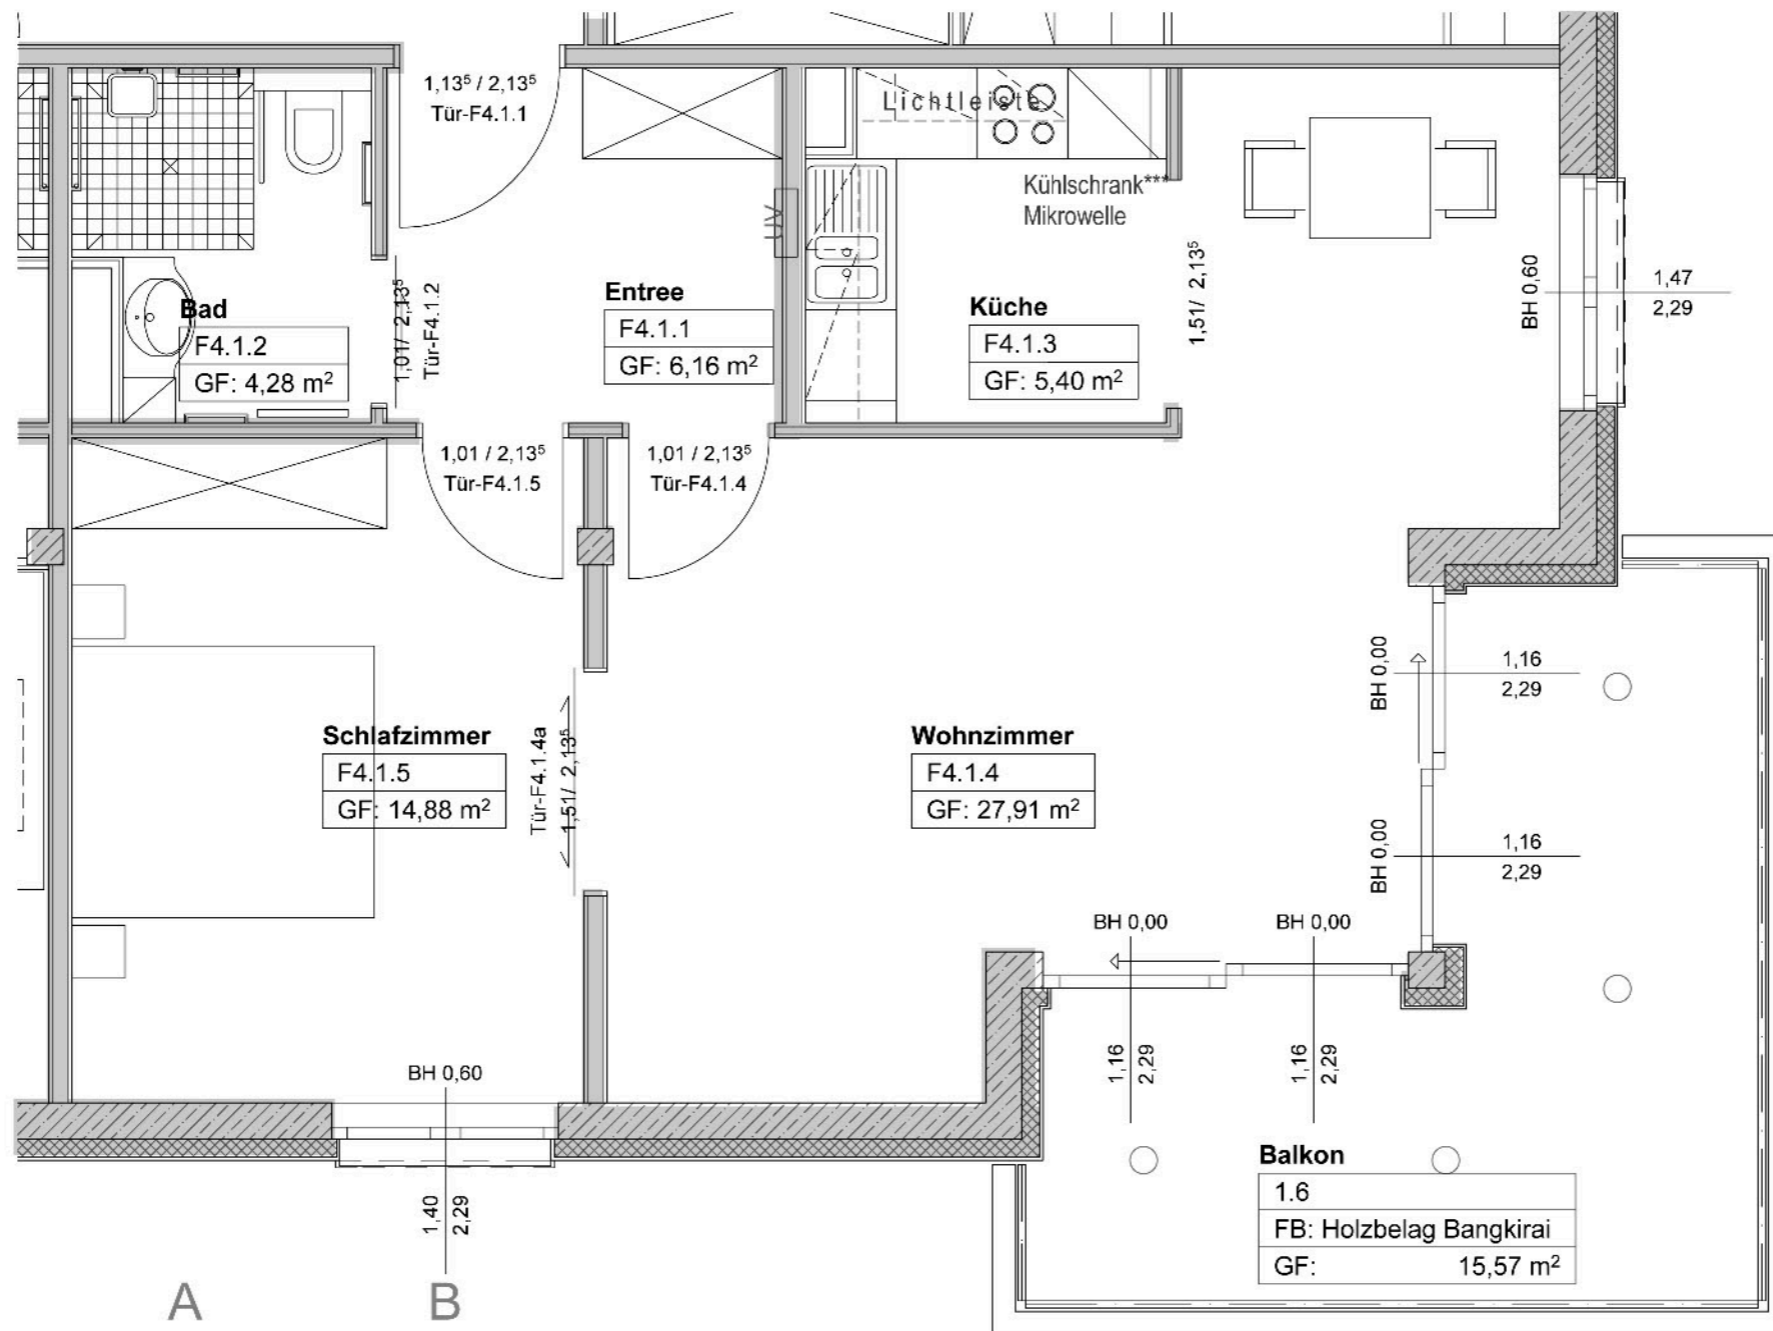 1,13⁵ / 2,13⁵
Tür-F4.1.1
Lichtleiste
Kühlschrank***
Mikrowelle
UV
Bad
F4.1.2
GF: 4,28 m²
1,01/ 2,13⁵
Tür-F4.1.2
Entree
F4.1.1
GF: 6,16 m²
Küche
F4.1.3
GF: 5,40 m²
1,51/ 2,13⁵
BH 0,60
1,47
2,29
1,01 / 2,13⁵
Tür-F4.1.5
1,01 / 2,13⁵
Tür-F4.1.4
Schlafzimmer
F4.1.5
GF: 14,88 m²
Tür-F4.1.4a
1,51/ 2,13⁵
Wohnzimmer
F4.1.4
GF: 27,91 m²
BH 0,00
1,16
2,29
BH 0,00
1,16
2,29
BH 0,00
BH 0,00
1,16
2,29
1,16
2,29
BH 0,60
1,40
2,29
Balkon
1.6
FB: Holzbelag Bangkirai
GF: 15,57 m²
A
B